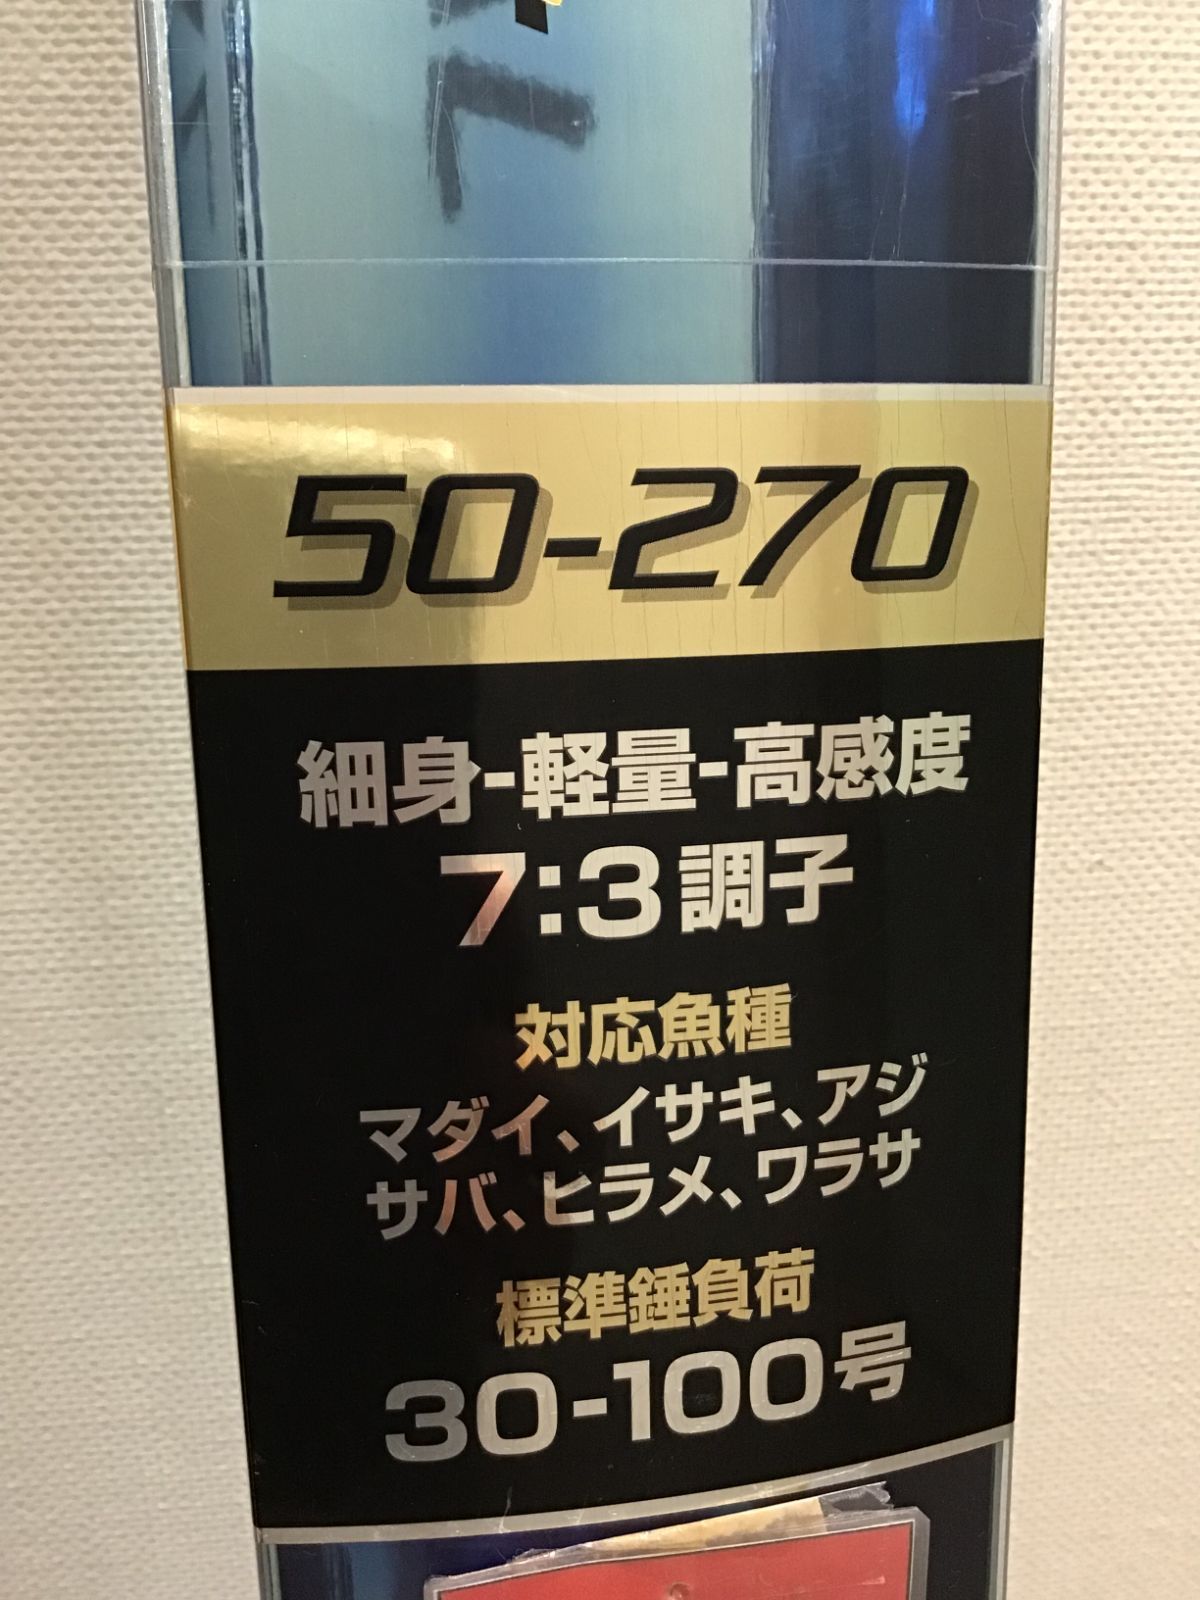 50-270
細身-軽量-高感度
7:3調子
対応魚種
マダイ、イサキ、アジ
サバ、ヒラメ、ワラサ
標準錘負荷
30-100号